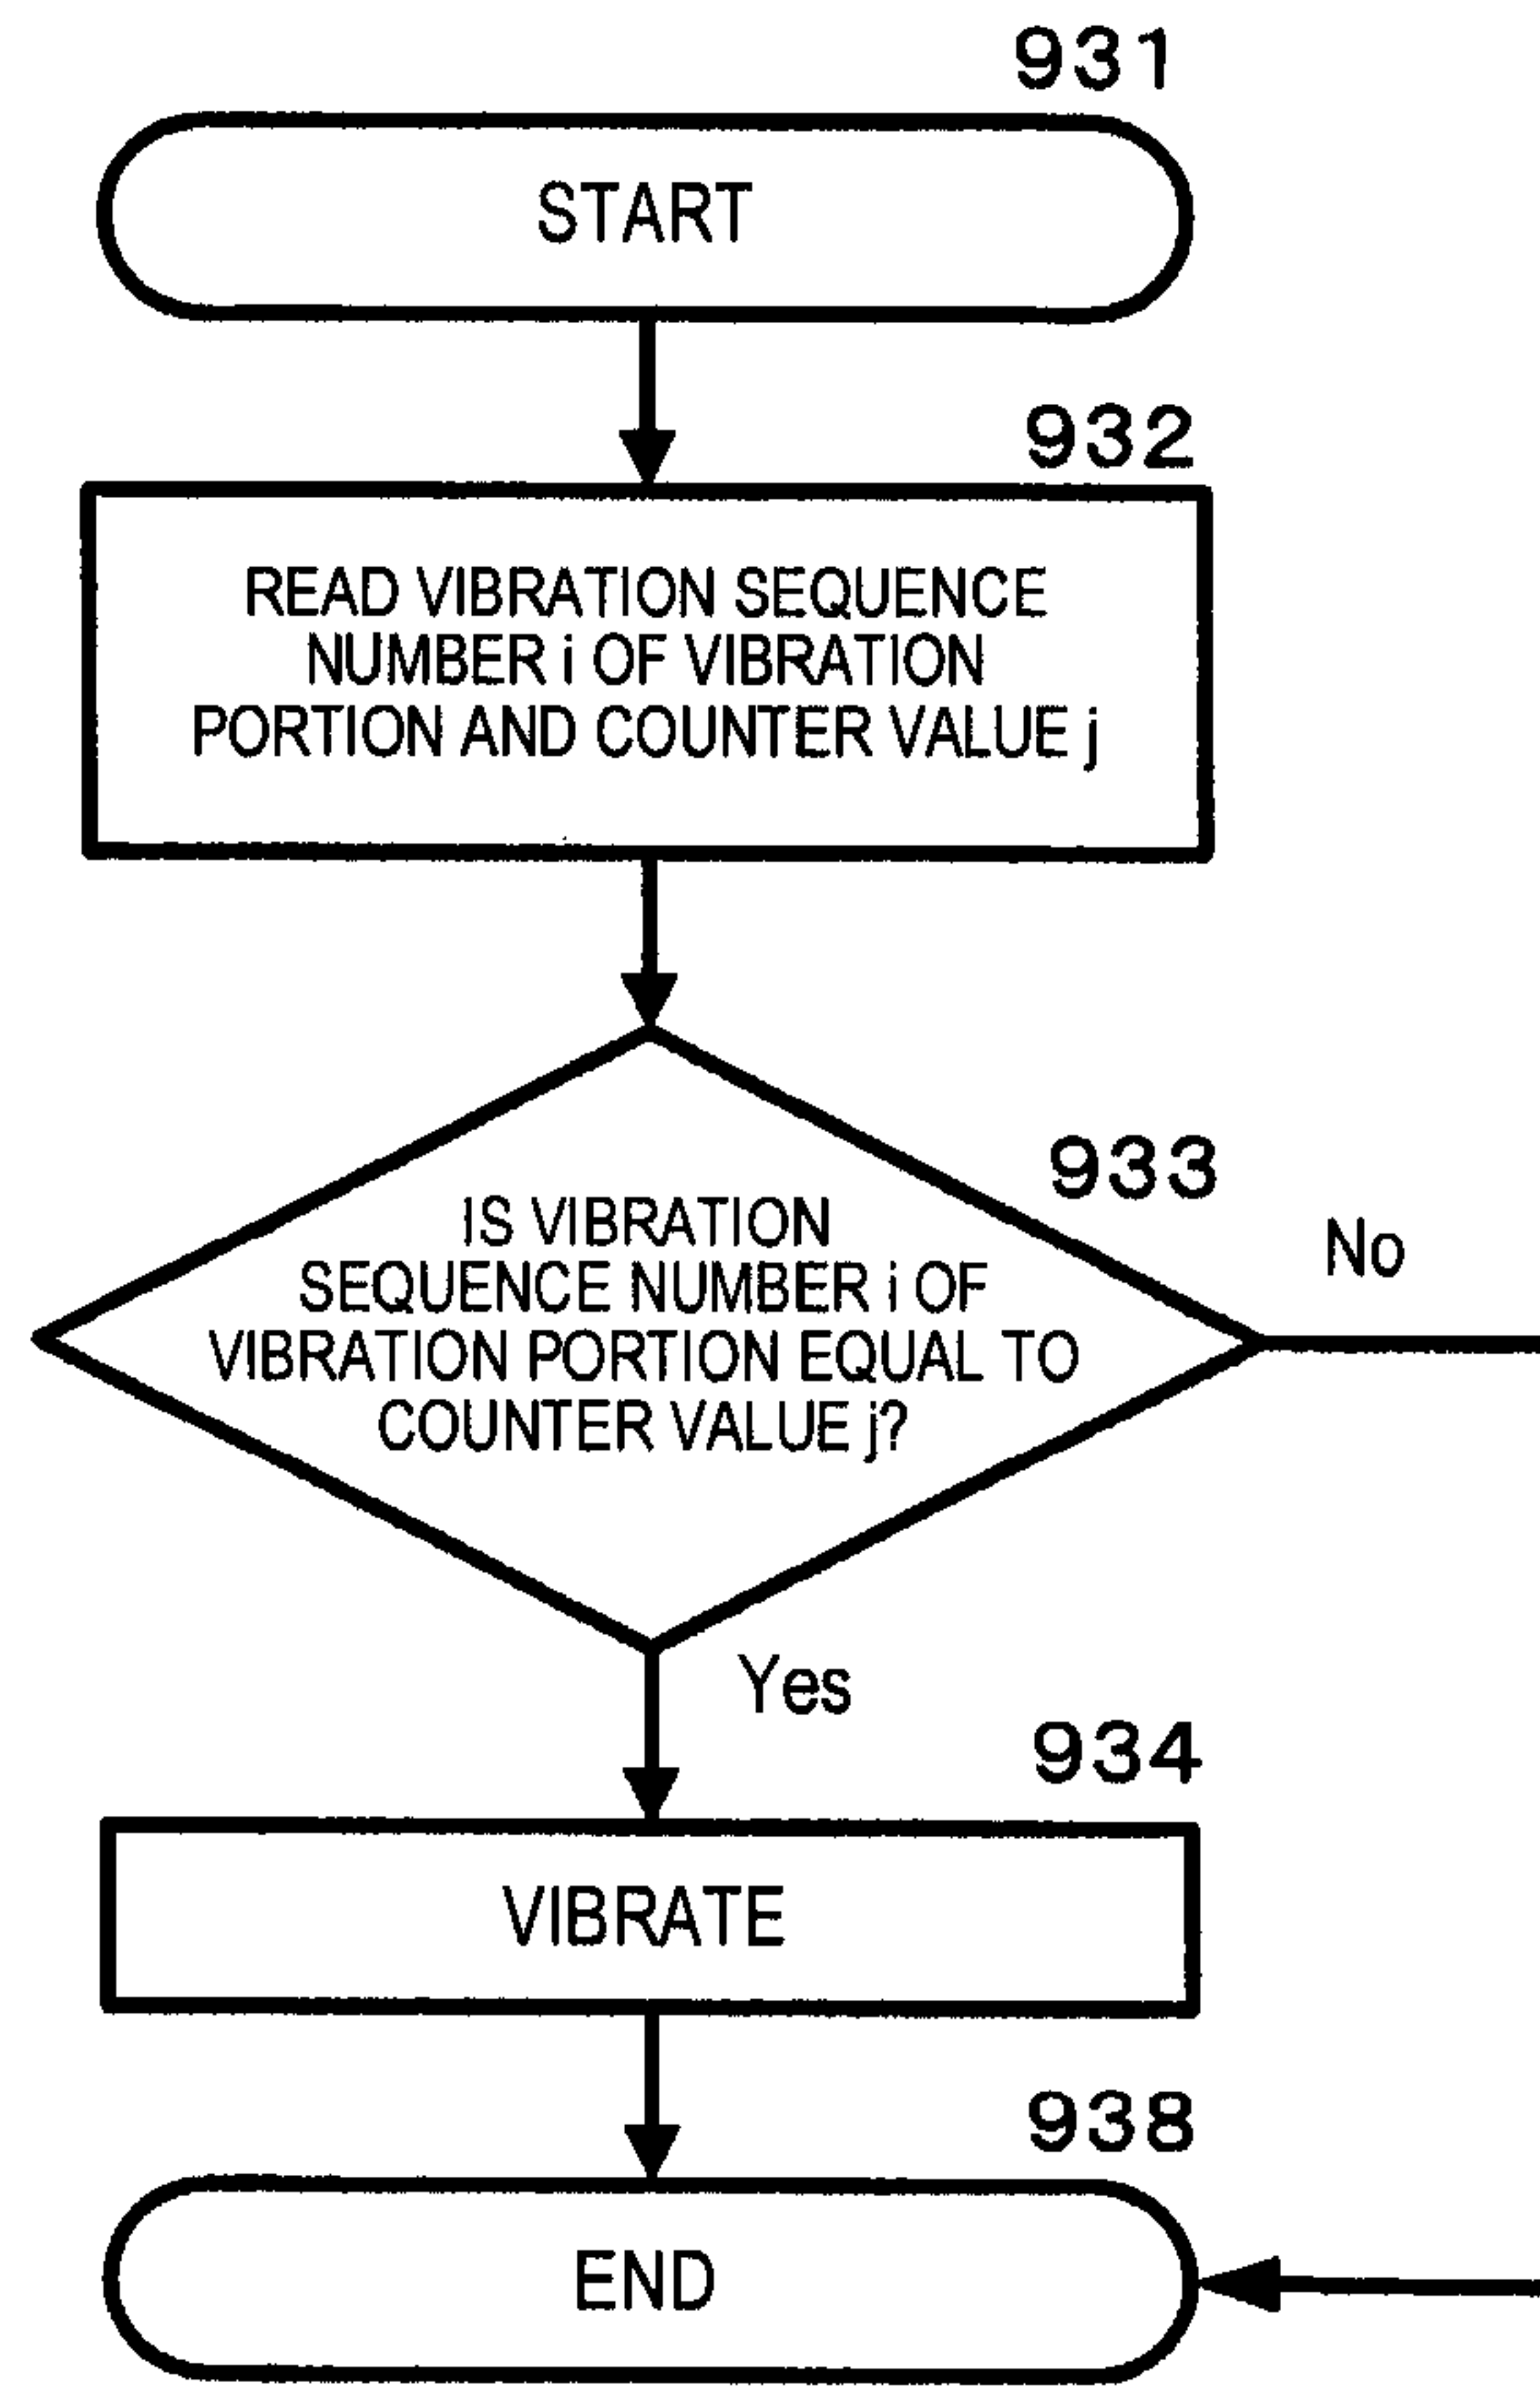 931
START
932
READ VIBRATION SEQUENCE
NUMBER i OF VIBRATION
PORTION AND COUNTER VALUE j
933
No
IS VIBRATION
SEQUENCE NUMBER i OF
VIBRATION PORTION EQUAL TO
COUNTER VALUE j?
Yes
934
VIBRATE
938
END